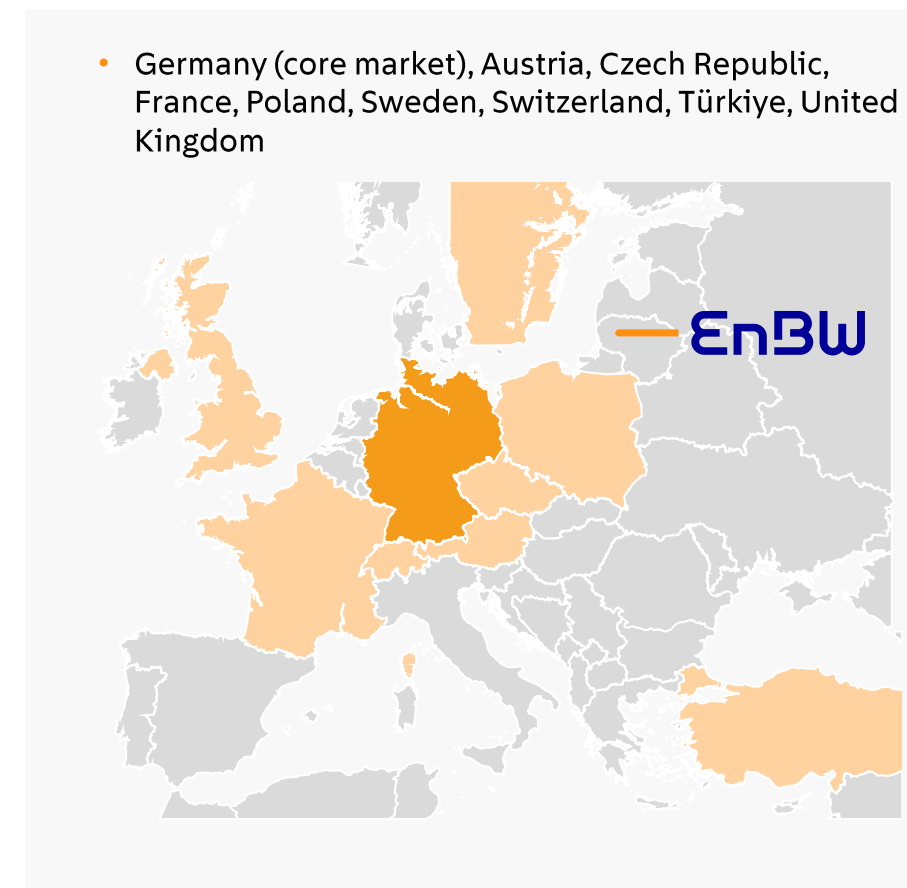 • Germany (core market), Austria, Czech Republic,
France, Poland, Sweden, Switzerland, Türkiye, United
Kingdom
EnBW